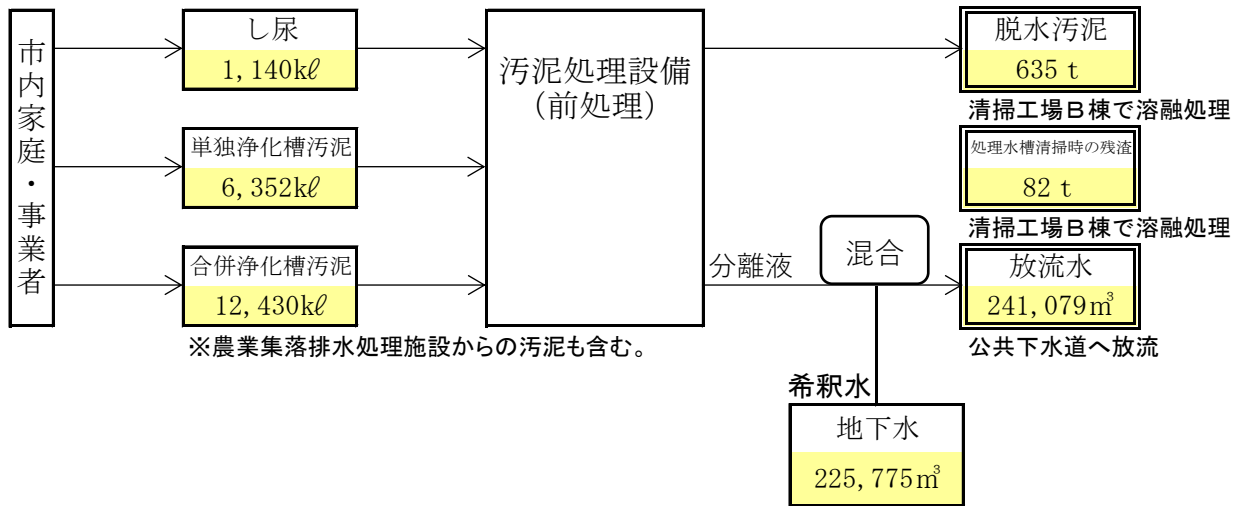 市内家庭・事業者
し尿
1,140kℓ
単独浄化槽汚泥
6,352kℓ
合併浄化槽汚泥
12,430kℓ
※農業集落排水処理施設からの汚泥も含む。
汚泥処理設備
(前処理)
脱水汚泥
635 t
清掃工場B棟で溶融処理
処理水槽清掃時の残渣
82 t
清掃工場B棟で溶融処理
分離液
混合
放流水
241,079㎥
公共下水道へ放流
希釈水
地下水
225,775㎥